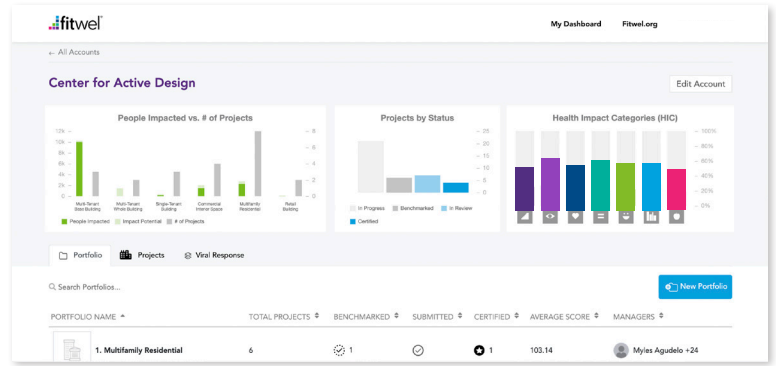 fitwel
My Dashboard Fitwel.org
← All Accounts
Center for Active Design
Edit Account
People Impacted vs. # of Projects
10k
10k
8k
6k
4k
2k
0
8
6
4
2
0
Multi-Tenant Base Building
Multi-Tenant Whole Building
Single-Tenant Building
Commercial Interior Space
Multifamily Residential
Retail Building
People Impacted Impact Potential # of Projects
Projects by Status
25
20
15
10
5
0
In Progress Benchmarked In Review
Certified
Health Impact Categories (HIC)
100%
80%
60%
40%
20%
0%
Portfolio Projects Viral Response
Search Portfolios...
New Portfolio
PORTFOLIO NAME TOTAL PROJECTS BENCHMARKED SUBMITTED CERTIFIED AVERAGE SCORE MANAGERS
1. Multifamily Residential 6 1 1 103.14 Myles Agudelo +24